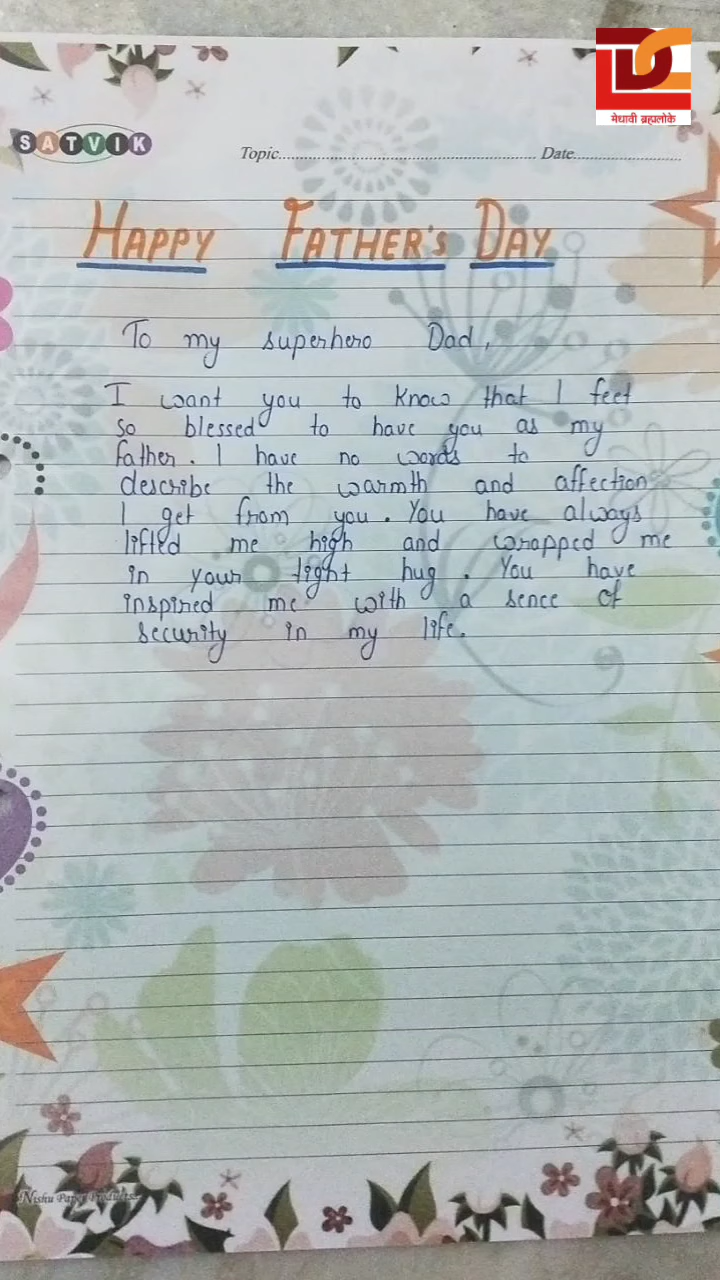 मेधावी ब्रह्मलोके
SATVIK
Topic.......................................................... Date........................
HAPPY FATHER'S DAY
To my superhero Dad,
I want you to know that I feel
so blessed to have you as my
father. I have no words to
describe the warmth and affection
I get from you. You have always
lifted me high and wrapped me
in your tight hug. You have
inspired me with a sence of
security in my life.
Nishu Paper Products